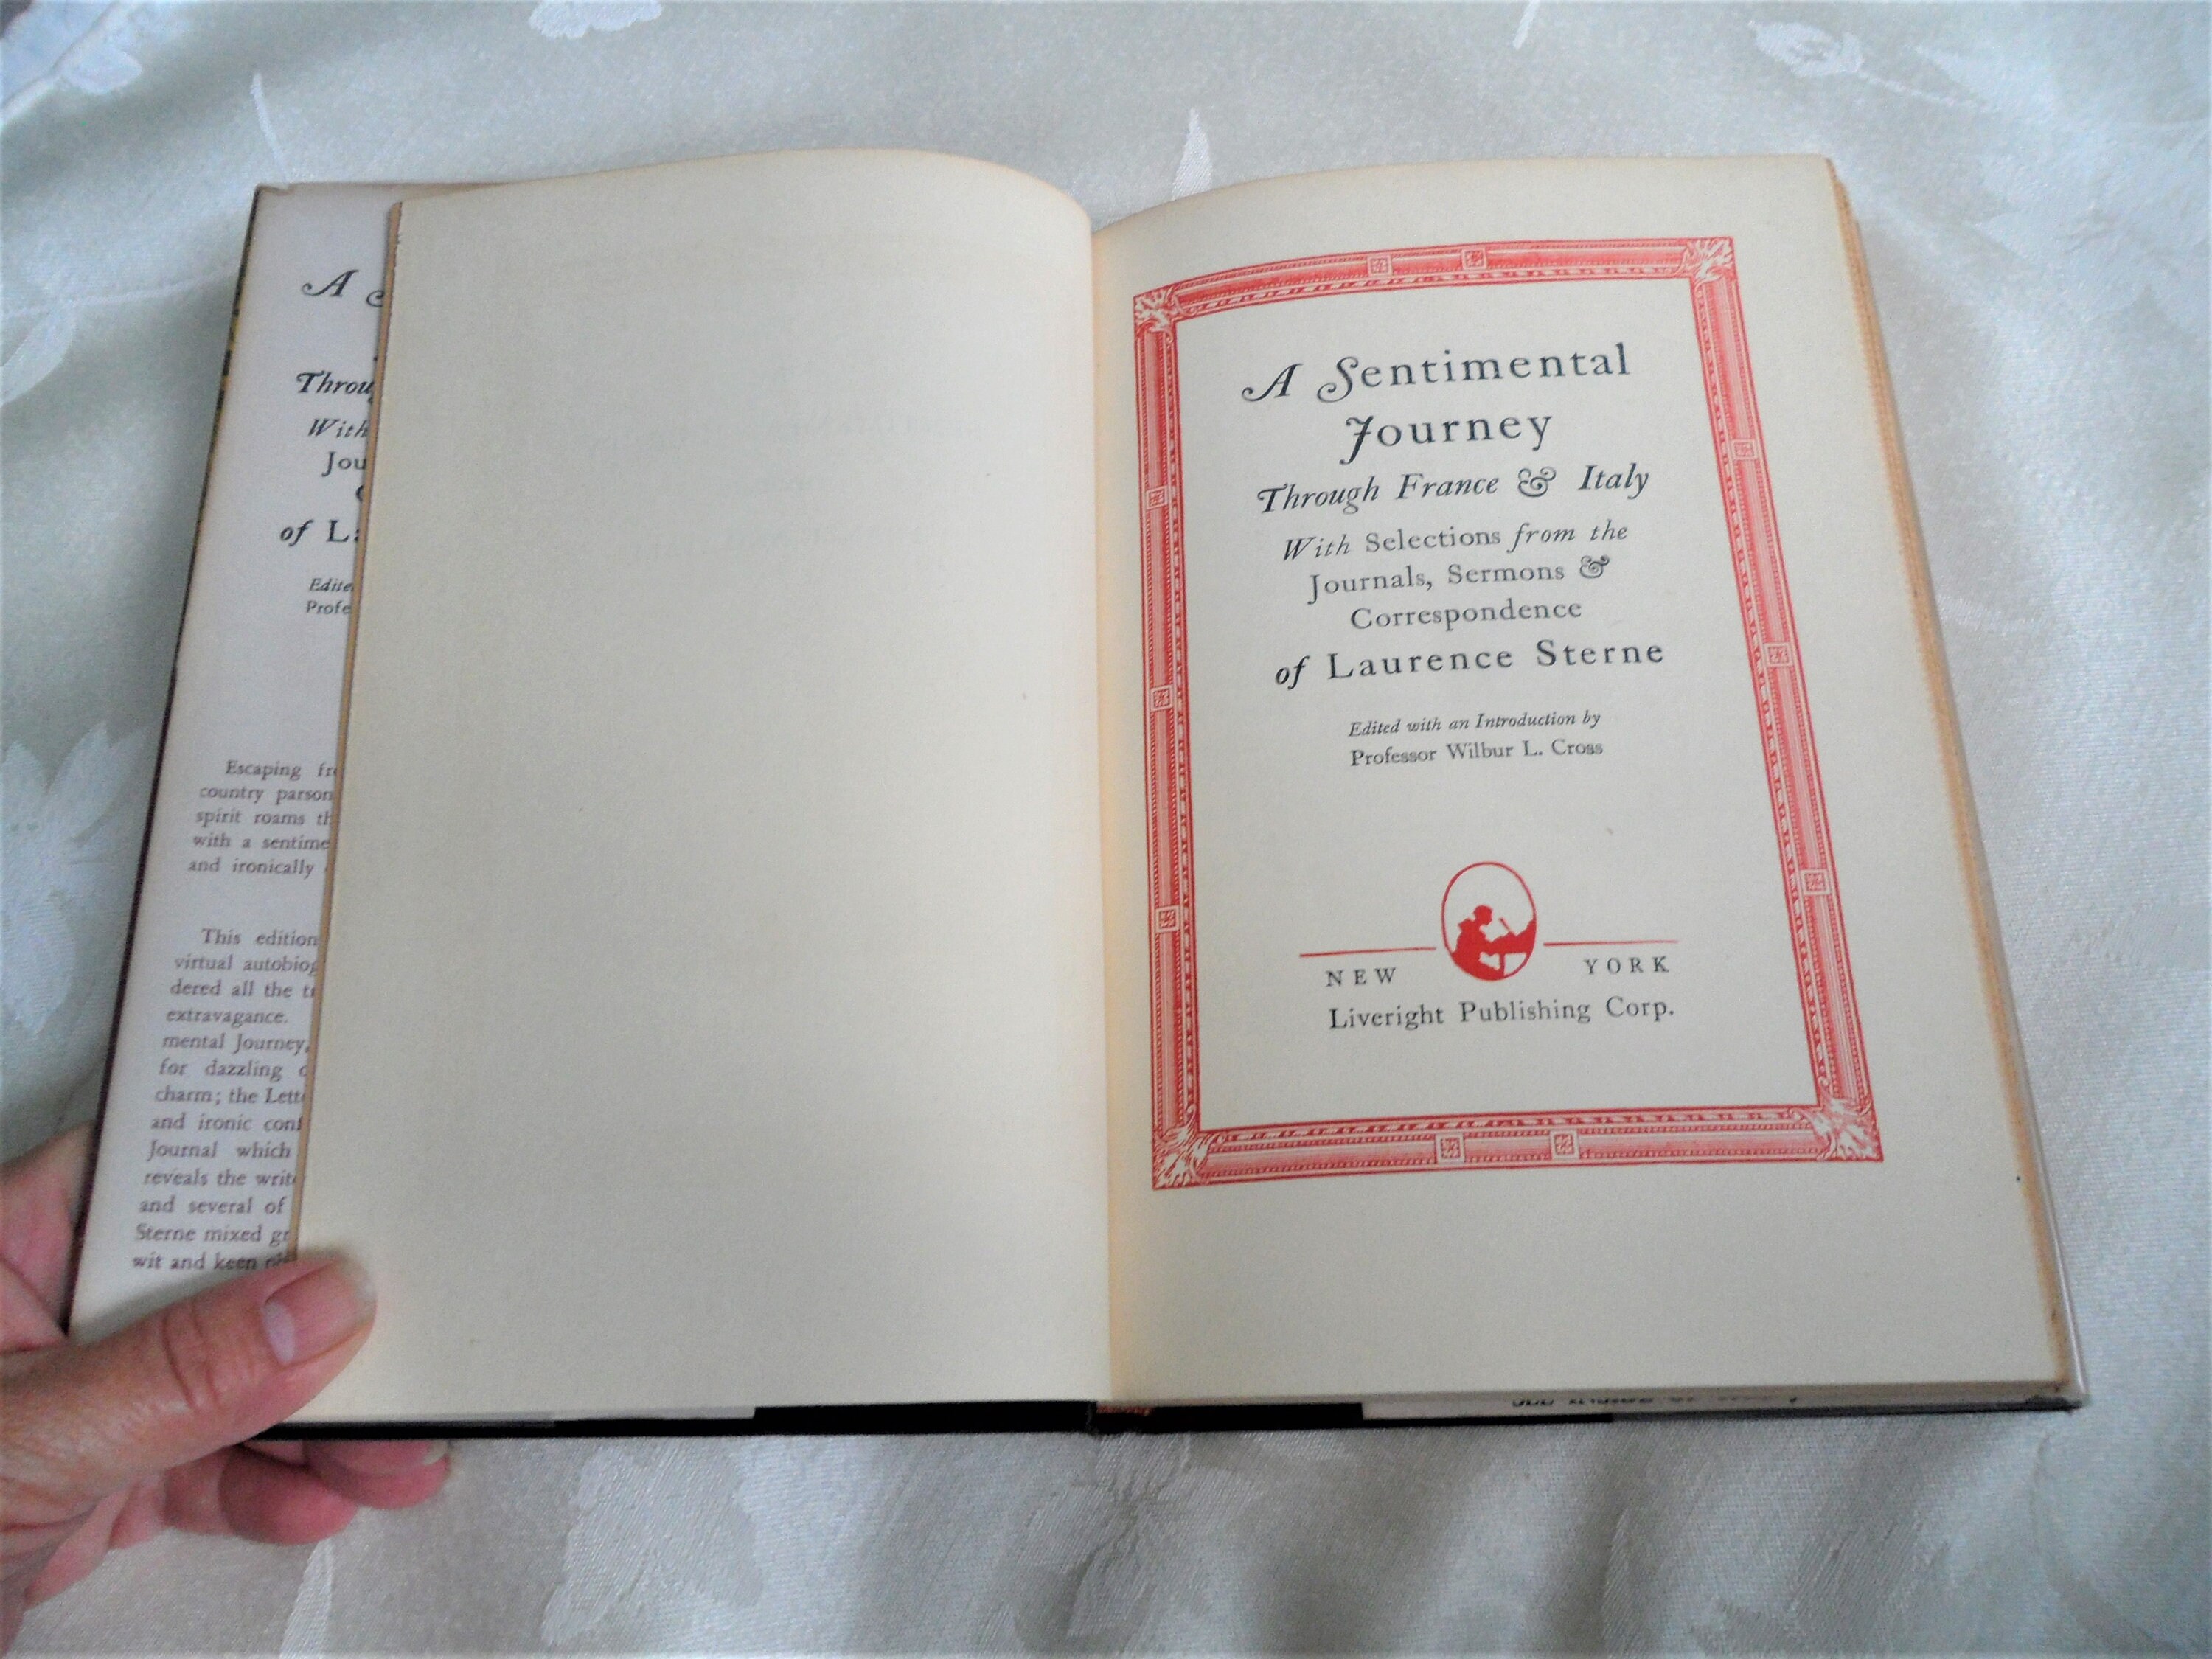 A
Throu
With
Jou
of La
Edite
Profe
Escaping fr
country parson
spirit roams th
with a sentime
and ironically
This edition
virtual autobiog
dered all the tr
extravagance.
mental Journey,
for dazzling
charm; the Lett
and ironic con
Journal which
reveals the writ
and several of
Sterne mixed gr
wit and keen
A Sentimental
Journey
Through France & Italy
With Selections from the
Journals, Sermons &
Correspondence
of Laurence Sterne
Edited with an Introduction by
Professor Wilbur L. Cross
NEW YORK
Liveright Publishing Corp.